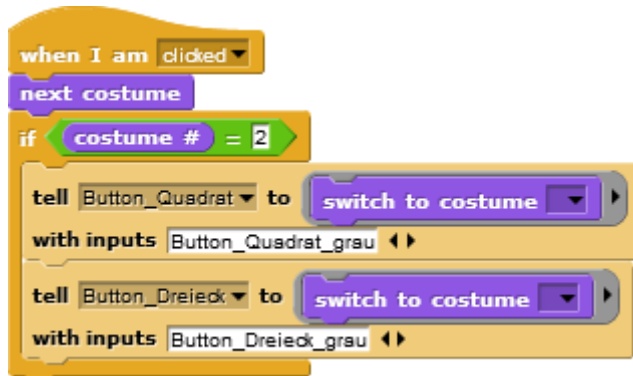 when I am clicked
next costume
if costume # = 2
tell Button_Quadrat to switch to costume
with inputs Button_Quadrat_grau
tell Button_Dreieck to switch to costume
with inputs Button_Dreieck_grau